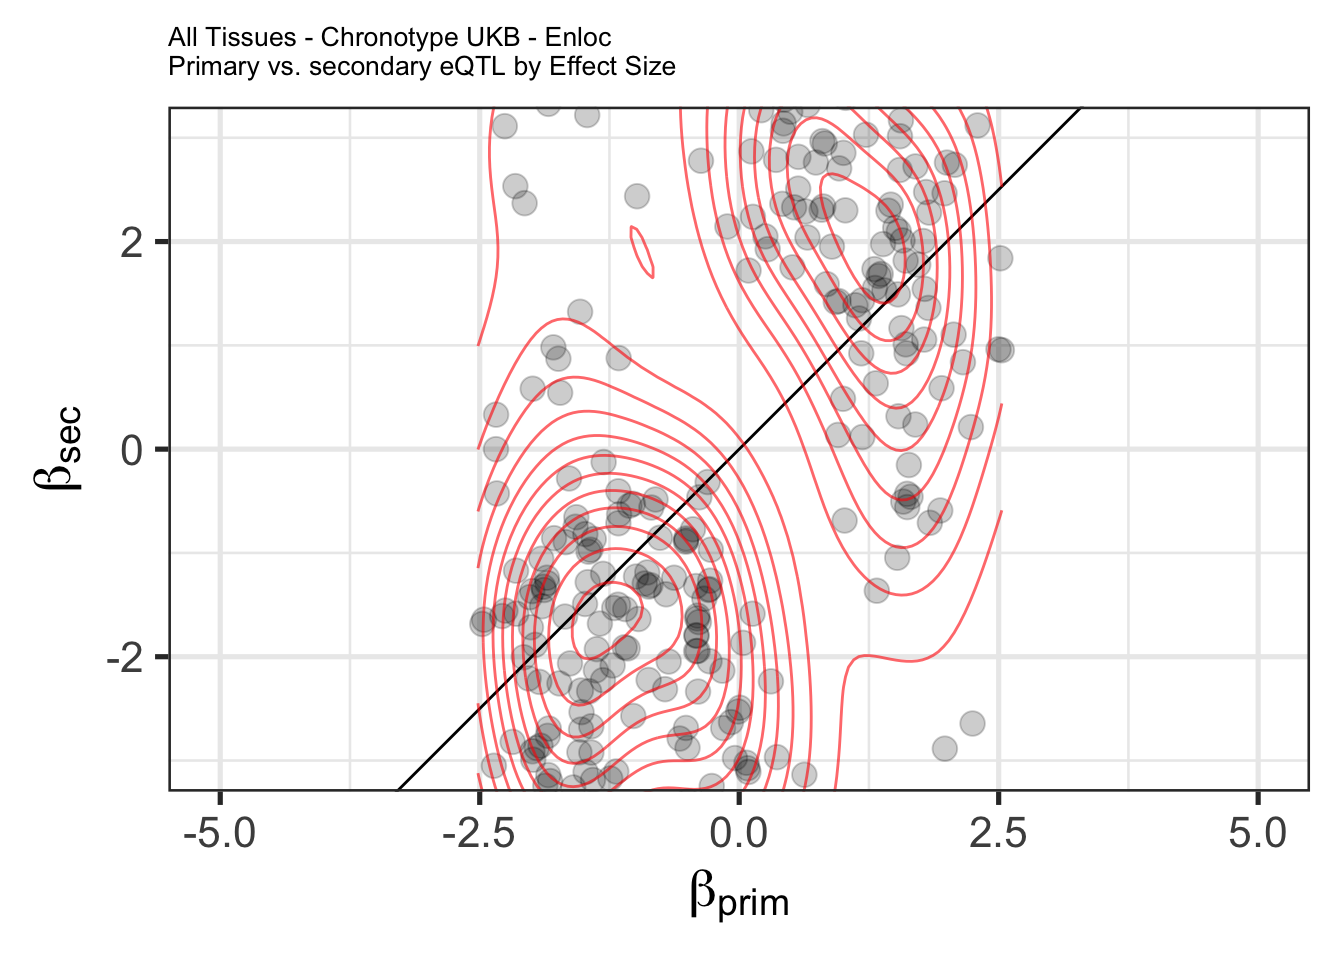 All Tissues - Chronotype UKB - Enloc
Primary vs. secondary eQTL by Effect Size
2
0
-2
βsec
-5.0 -2.5 0.0 2.5 5.0
βprim